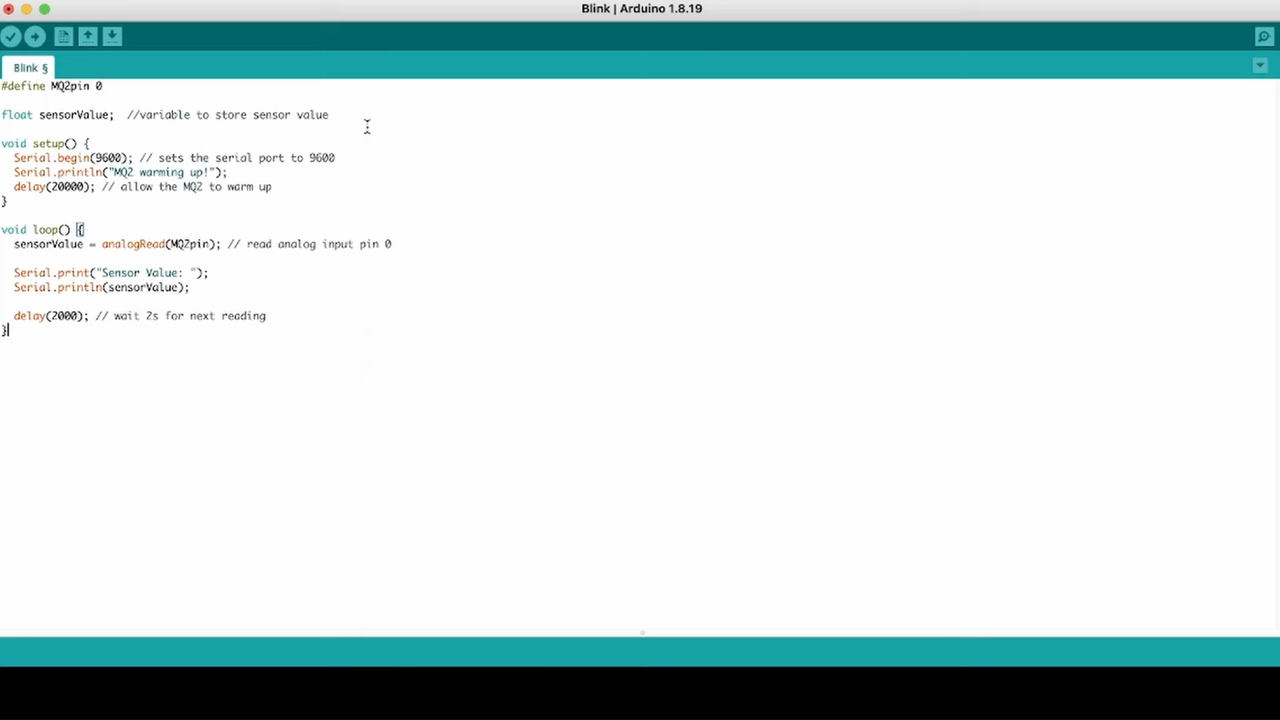 Blink | Arduino 1.8.19
Blink §
#define MQ2pin 0
float sensorValue;  //variable to store sensor value
void setup() {
  Serial.begin(9600); // sets the serial port to 9600
  Serial.println("MQ2 warming up!");
  delay(20000); // allow the MQ2 to warm up
}
void loop() {
  sensorValue = analogRead(MQ2pin); // read analog input pin 0
  Serial.print("Sensor Value: ");
  Serial.println(sensorValue);
  delay(2000); // wait 2s for next reading
}